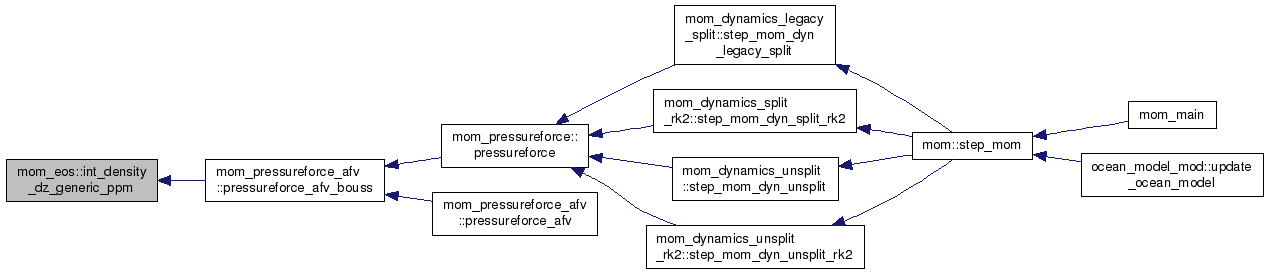 mom_eos::int_density
_dz_generic_ppm
mom_pressureforce_afv
::pressureforce_afv_bouss
mom_pressureforce::
pressureforce
mom_pressureforce_afv
::pressureforce_afv
mom_dynamics_legacy
_split::step_mom_dyn
_legacy_split
mom_dynamics_split
_rk2::step_mom_dyn_split_rk2
mom_dynamics_unsplit
::step_mom_dyn_unsplit
mom_dynamics_unsplit
_rk2::step_mom_dyn_unsplit_rk2
mom::step_mom
mom_main
ocean_model_mod::update
_ocean_model